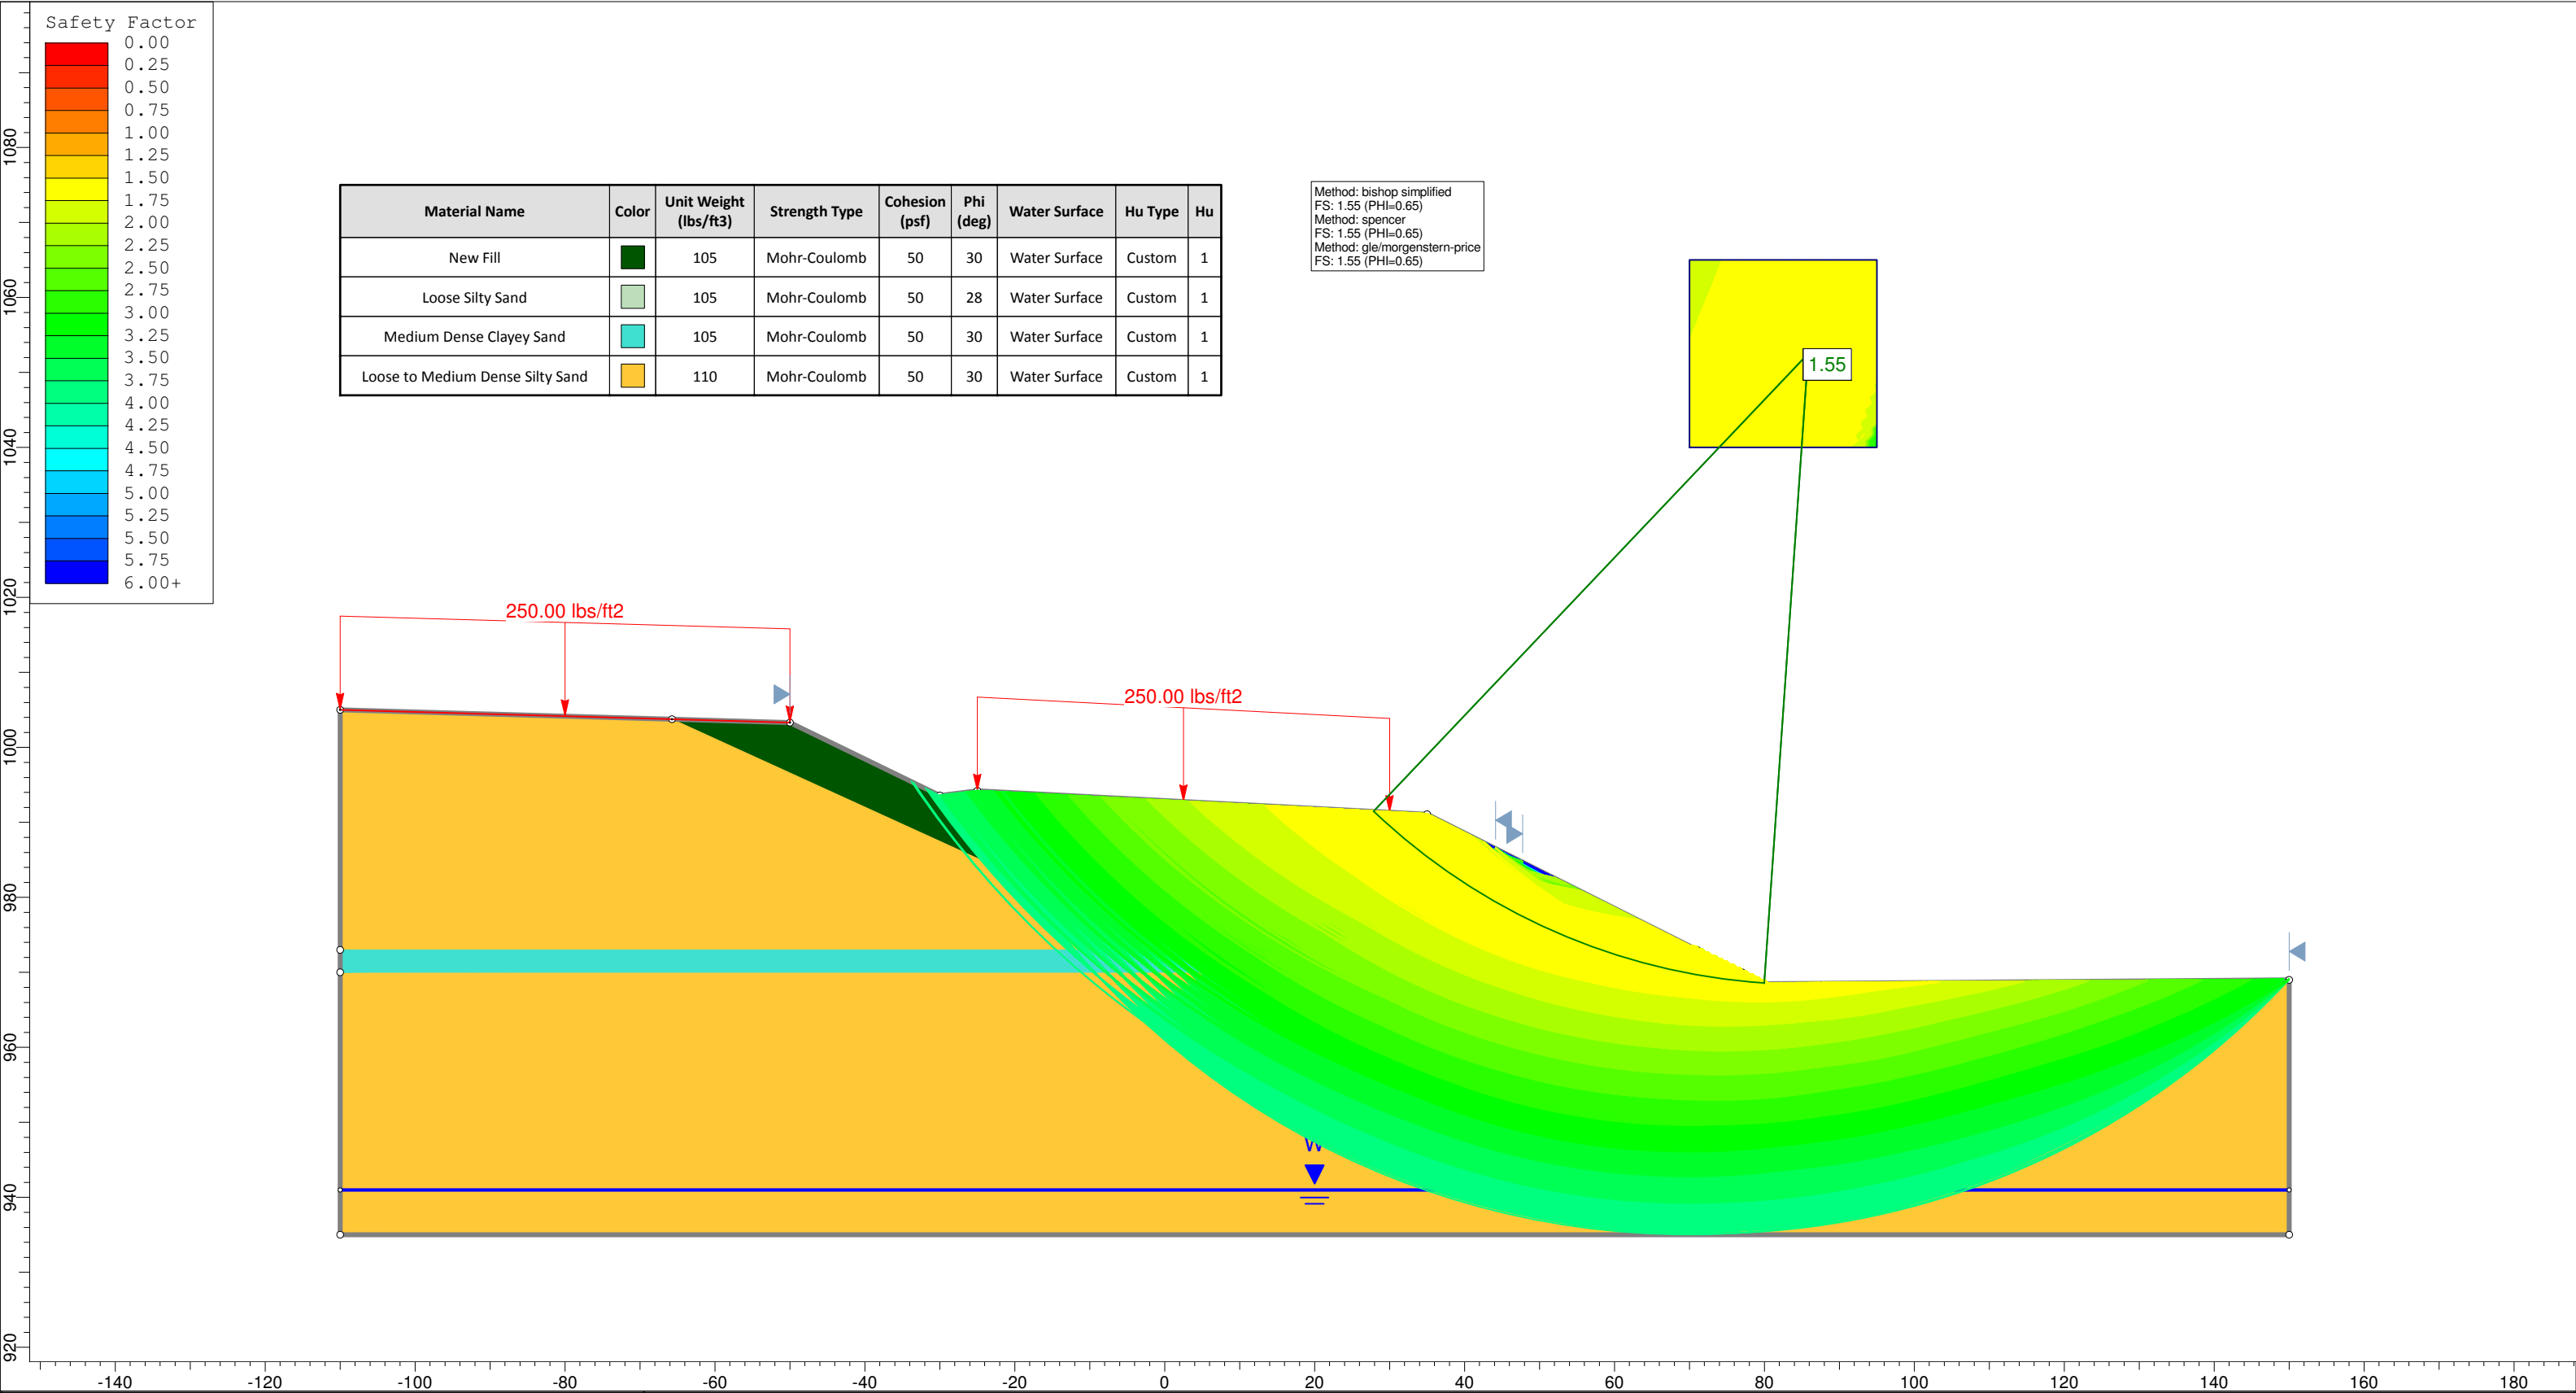 Safety Factor
0.00
0.25
0.50
0.75
1.00
1.25
1.50
1.75
2.00
2.25
2.50
2.75
3.00
3.25
3.50
3.75
4.00
4.25
4.50
4.75
5.00
5.25
5.50
5.75
6.00+
Material Name Color Unit Weight (lbs/ft3) Strength Type Cohesion (psf) Phi (deg) Water Surface Hu Type Hu
New Fill 105 Mohr-Coulomb 50 30 Water Surface Custom 1
Loose Silty Sand 105 Mohr-Coulomb 50 28 Water Surface Custom 1
Medium Dense Clayey Sand 105 Mohr-Coulomb 50 30 Water Surface Custom 1
Loose to Medium Dense Silty Sand 110 Mohr-Coulomb 50 30 Water Surface Custom 1
Method: bishop simplified
FS: 1.55 (PHI=0.65)
Method: spencer
FS: 1.55 (PHI=0.65)
Method: gle/morgenstern-price
FS: 1.55 (PHI=0.65)
1.55
250.00 lbs/ft2
250.00 lbs/ft2
W
1080
1060
1040
1020
1000
980
960
940
920
-140 -120 -100 -80 -60 -40 -20 0 20 40 60 80 100 120 140 160 180